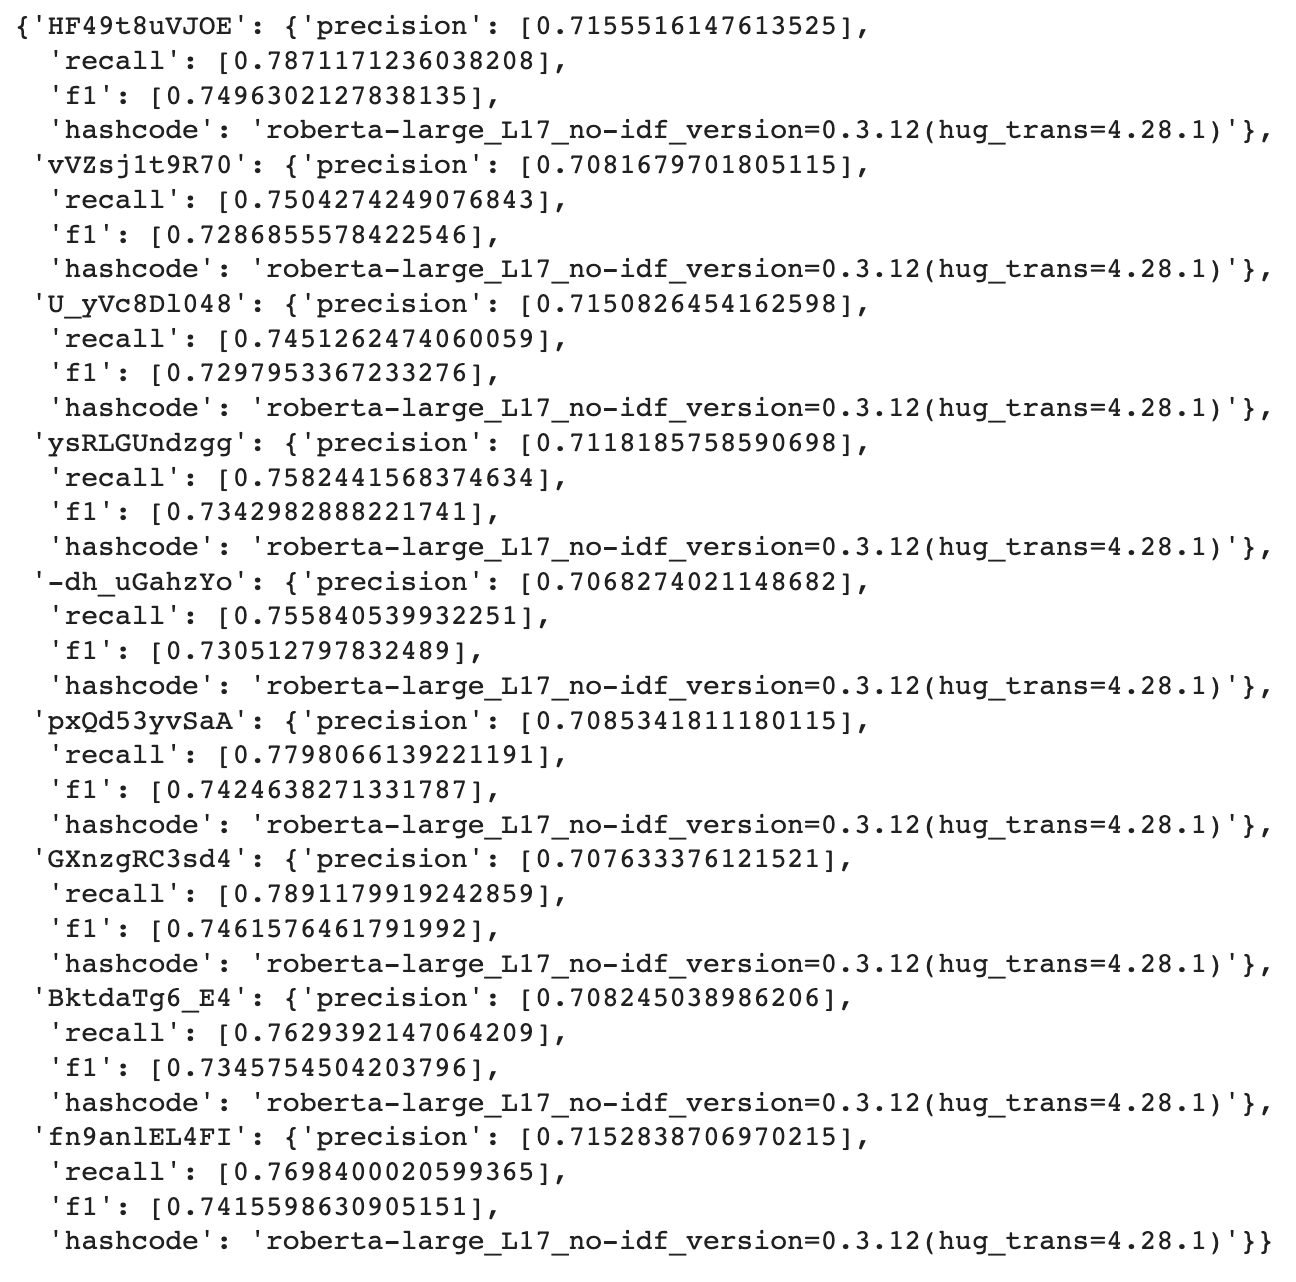 {'HF49t8uVJOE': {'precision': [0.7155516147613525],
'recall': [0.7871171236038208],
'f1': [0.7496302127838135],
'hashcode': 'roberta-large_L17_no-idf_version=0.3.12(hug_trans=4.28.1)'},
'vVZsj1t9R70': {'precision': [0.7081679701805115],
'recall': [0.7504274249076843],
'f1': [0.7286855578422546],
'hashcode': 'roberta-large_L17_no-idf_version=0.3.12(hug_trans=4.28.1)'},
'U_yVc8Dl048': {'precision': [0.7150826454162598],
'recall': [0.7451262474060059],
'f1': [0.7297953367233276],
'hashcode': 'roberta-large_L17_no-idf_version=0.3.12(hug_trans=4.28.1)'},
'ysRLGUndzgg': {'precision': [0.7118185758590698],
'recall': [0.7582441568374634],
'f1': [0.7342982888221741],
'hashcode': 'roberta-large_L17_no-idf_version=0.3.12(hug_trans=4.28.1)'},
'-dh_uGahzYo': {'precision': [0.7068274021148682],
'recall': [0.755840539932251],
'f1': [0.730512797832489],
'hashcode': 'roberta-large_L17_no-idf_version=0.3.12(hug_trans=4.28.1)'},
'pxQd53yvSaA': {'precision': [0.7085341811180115],
'recall': [0.7798066139221191],
'f1': [0.7424638271331787],
'hashcode': 'roberta-large_L17_no-idf_version=0.3.12(hug_trans=4.28.1)'},
'GXnzgRC3sd4': {'precision': [0.707633376121521],
'recall': [0.7891179919242859],
'f1': [0.7461576461791992],
'hashcode': 'roberta-large_L17_no-idf_version=0.3.12(hug_trans=4.28.1)'},
'BktdaTg6_E4': {'precision': [0.708245038986206],
'recall': [0.7629392147064209],
'f1': [0.7345754504203796],
'hashcode': 'roberta-large_L17_no-idf_version=0.3.12(hug_trans=4.28.1)'},
'fn9anlEL4FI': {'precision': [0.7152838706970215],
'recall': [0.7698400020599365],
'f1': [0.7415598630905151],
'hashcode': 'roberta-large_L17_no-idf_version=0.3.12(hug_trans=4.28.1)'}}